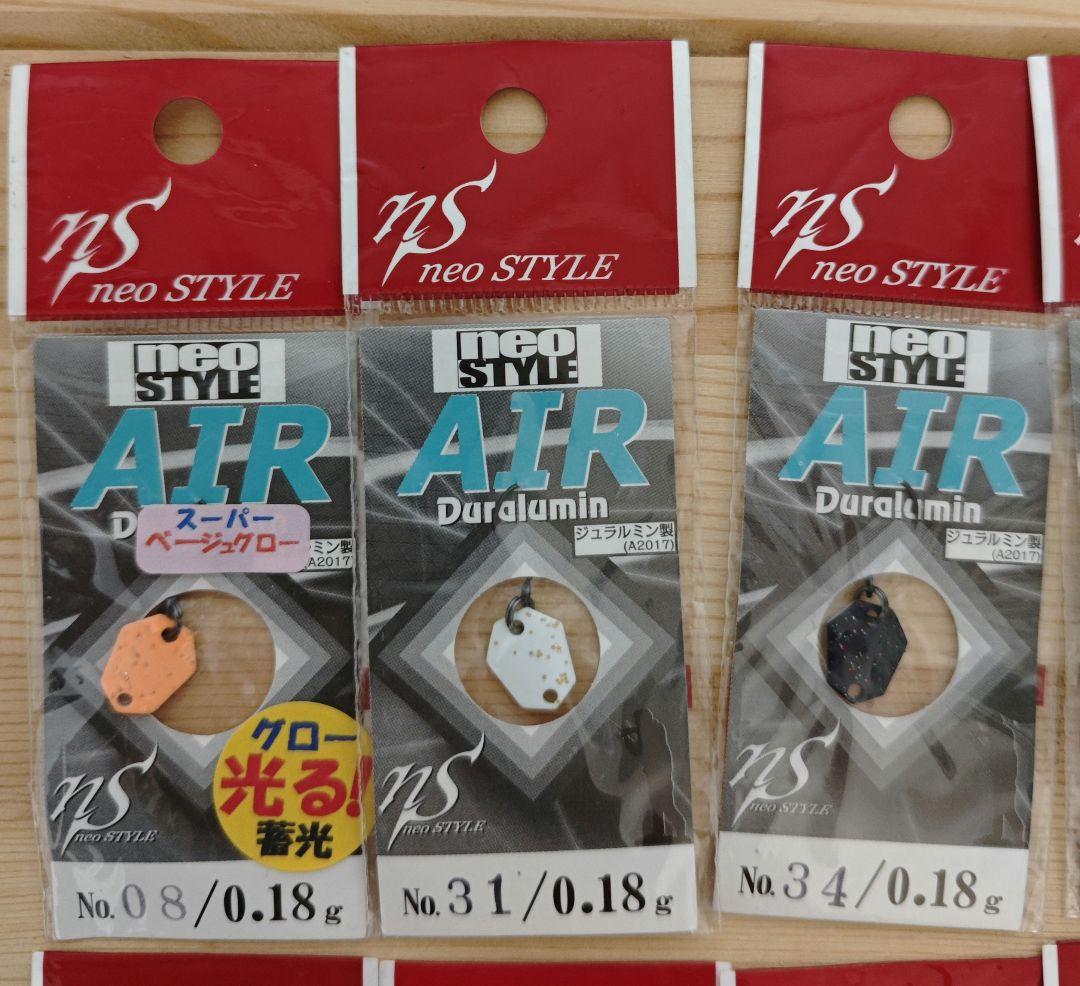 ns
neo STYLE
neo
STYLE
AIR
スーパー
ベージュグロー
ミン製
(A2017)
グロー
光る!
蓄光
ns
neo STYLE
No. 08/0.18g
ns
neo STYLE
neo
STYLE
AIR
Duralumin
ジュラルミン製
(A2017)
ns
neo STYLE
No. 31/0.18g
ns
neo STYLE
neo
STYLE
AIR
Duralumin
ジュラルミン製
(A2017)
ns
neo STYLE
No. 34/0.18g